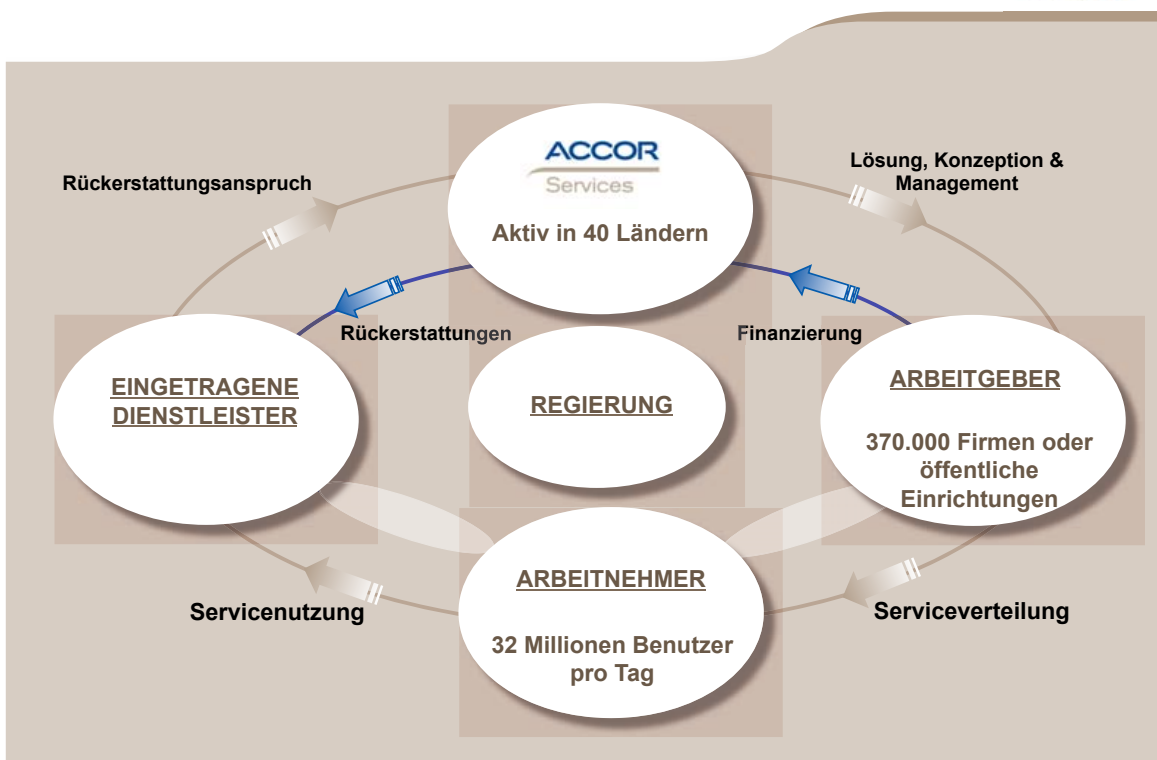 ACCOR
Services
Aktiv in 40 Ländern
Rückerstattungsanspruch
Lösung, Konzeption &
Management
Rückerstattungen
Finanzierung
EINGETRAGENE
DIENSTLEISTER
REGIERUNG
ARBEITGEBER
370.000 Firmen oder
öffentliche
Einrichtungen
ARBEITNEHMER
32 Millionen Benutzer
pro Tag
Servicenutzung
Serviceverteilung